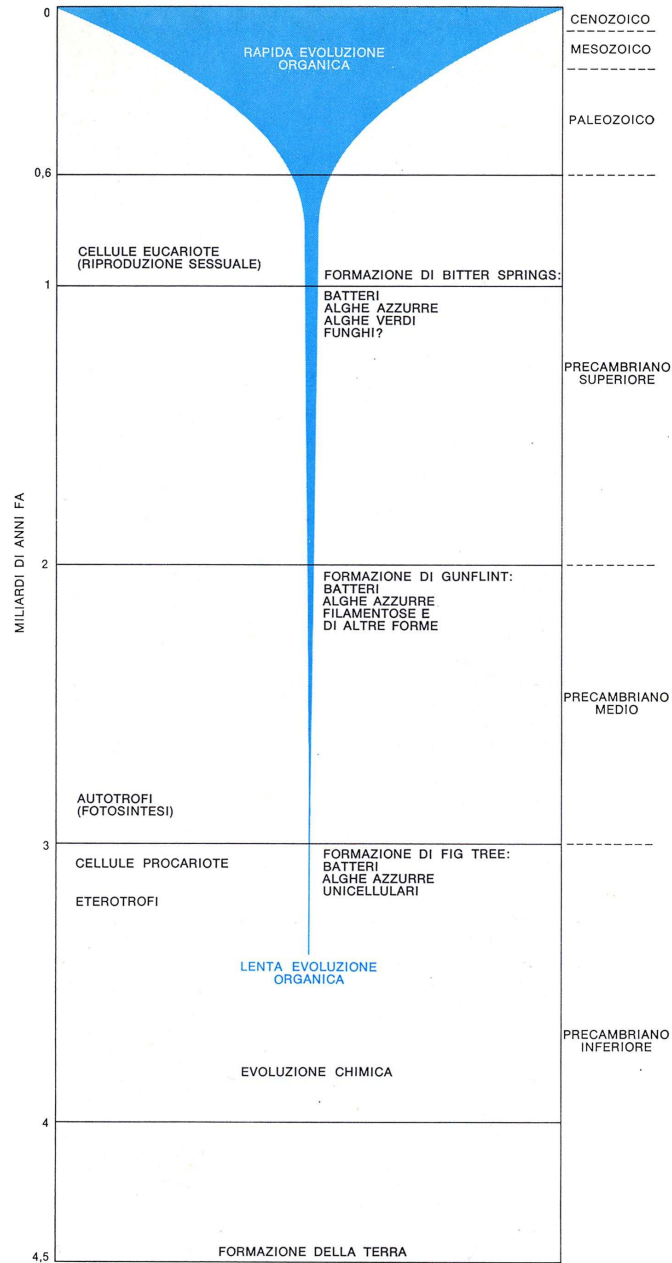 0
CENOZOICO
MESOZOICO
RAPIDA EVOLUZIONE
ORGANICA
PALEOZOICO
0,6
CELLULE EUCARIOTE
(RIPRODUZIONE SESSUALE)
FORMAZIONE DI BITTER SPRINGS:
1
BATTERI
ALGHE AZZURRE
ALGHE VERDI
FUNGHI?
PRECAMBRIANO
SUPERIORE
MILIARDI DI ANNI FA
2
FORMAZIONE DI GUNFLINT:
BATTERI
ALGHE AZZURRE
FILAMENTOSE E
DI ALTRE FORME
PRECAMBRIANO
MEDIO
AUTOTROFI
(FOTOSINTESI)
3
CELLULE PROCARIOTE
ETEROTROFI
FORMAZIONE DI FIG TREE:
BATTERI
ALGHE AZZURRE
UNICELLULARI
LENTA EVOLUZIONE
ORGANICA
PRECAMBRIANO
INFERIORE
EVOLUZIONE CHIMICA
4
FORMAZIONE DELLA TERRA
4,5